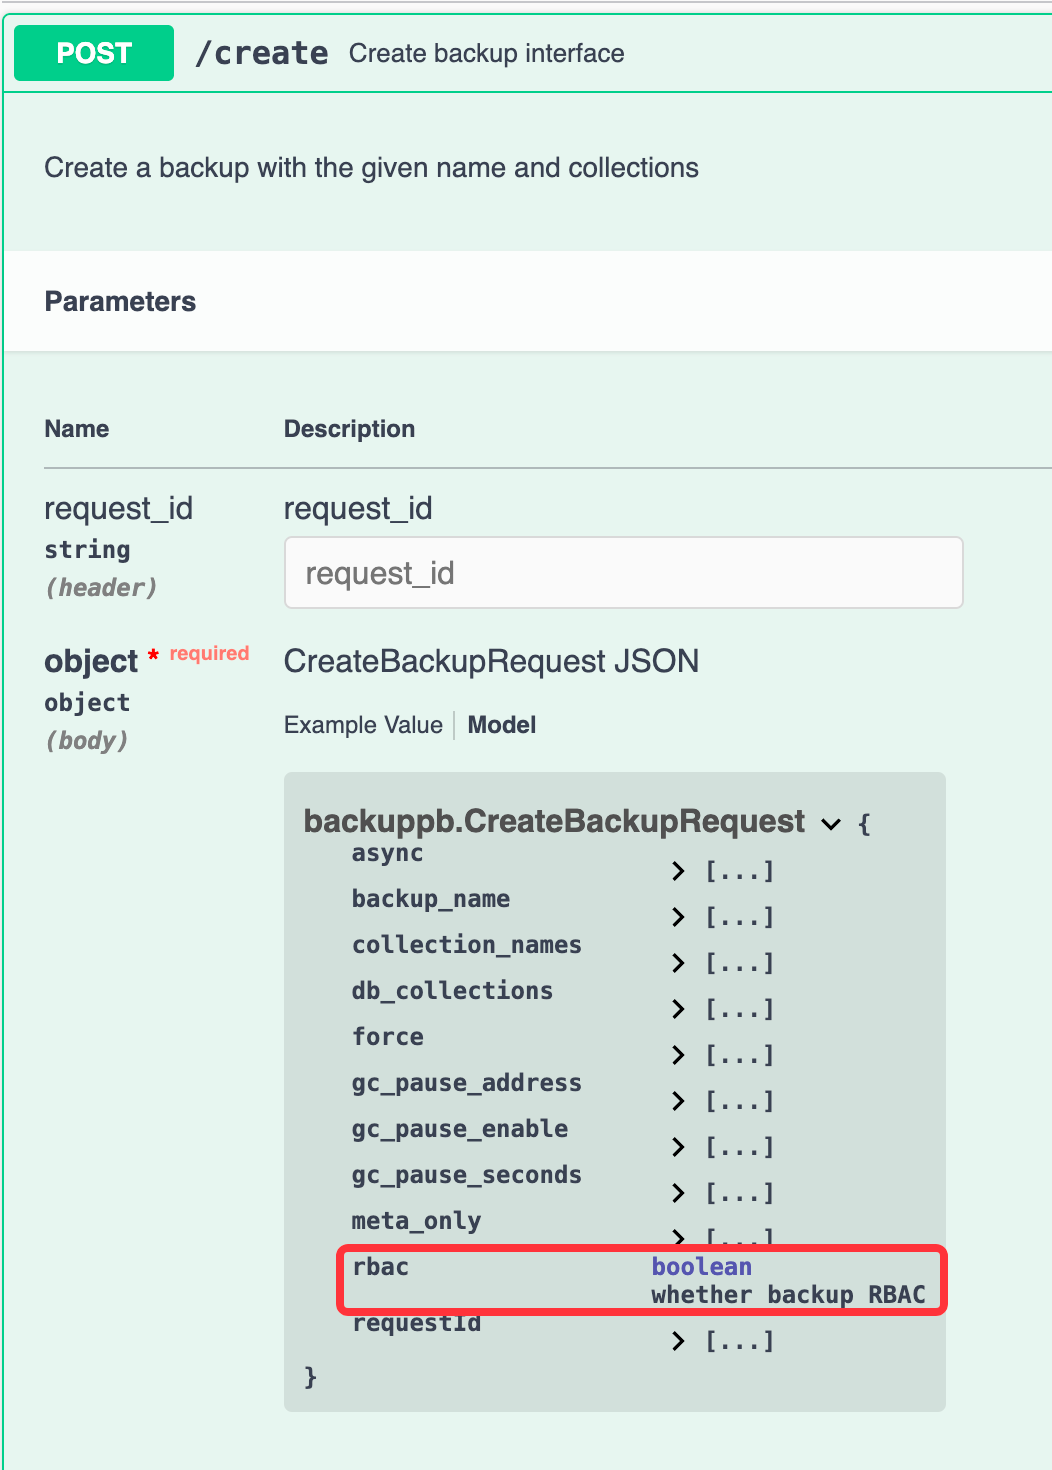 POST /create Create backup interface
Create a backup with the given name and collections
Parameters
Name Description
request_id request_id
string
(header)
request_id
object * required CreateBackupRequest JSON
object
(body)
Example Value Model
backuppb.CreateBackupRequest {
async [...]
backup_name [...]
collection_names [...]
db_collections [...]
force [...]
gc_pause_address [...]
gc_pause_enable [...]
gc_pause_seconds [...]
meta_only [...]
rbac boolean
whether backup RBAC
requestId [...]
}